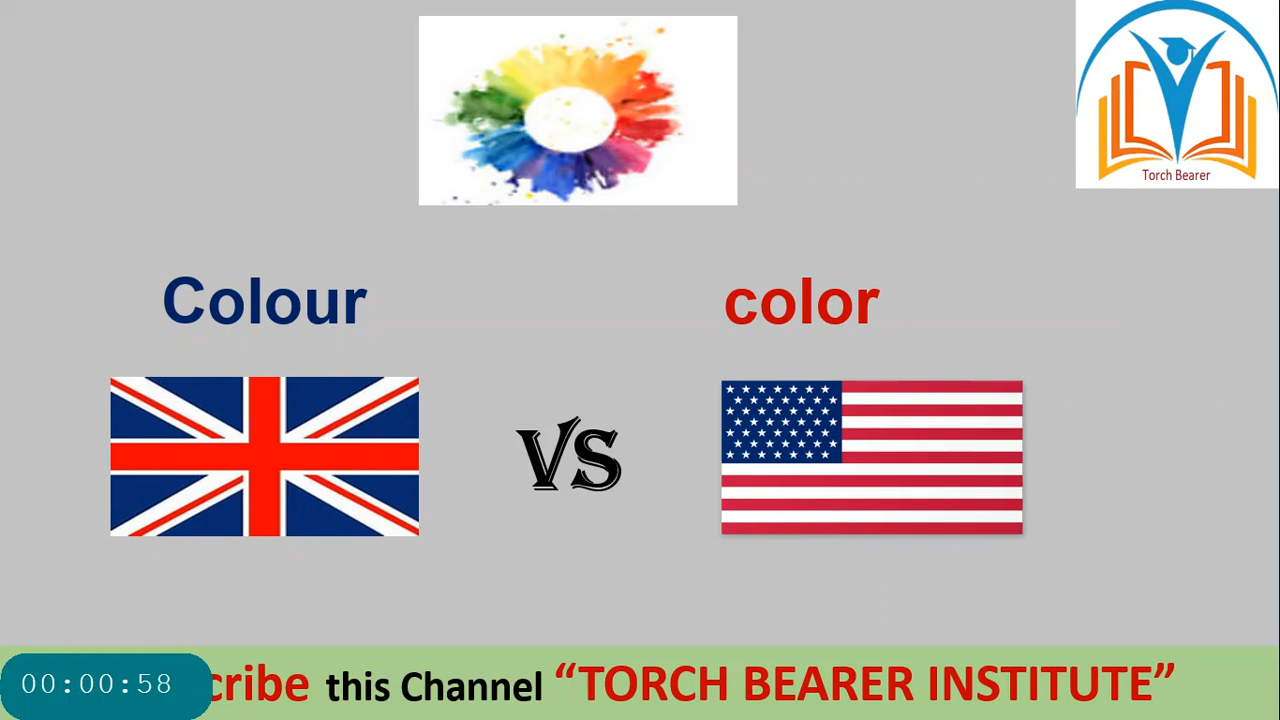 Torch Bearer
Colour
color
VS
00:00:58
cribe this Channel “TORCH BEARER INSTITUTE”